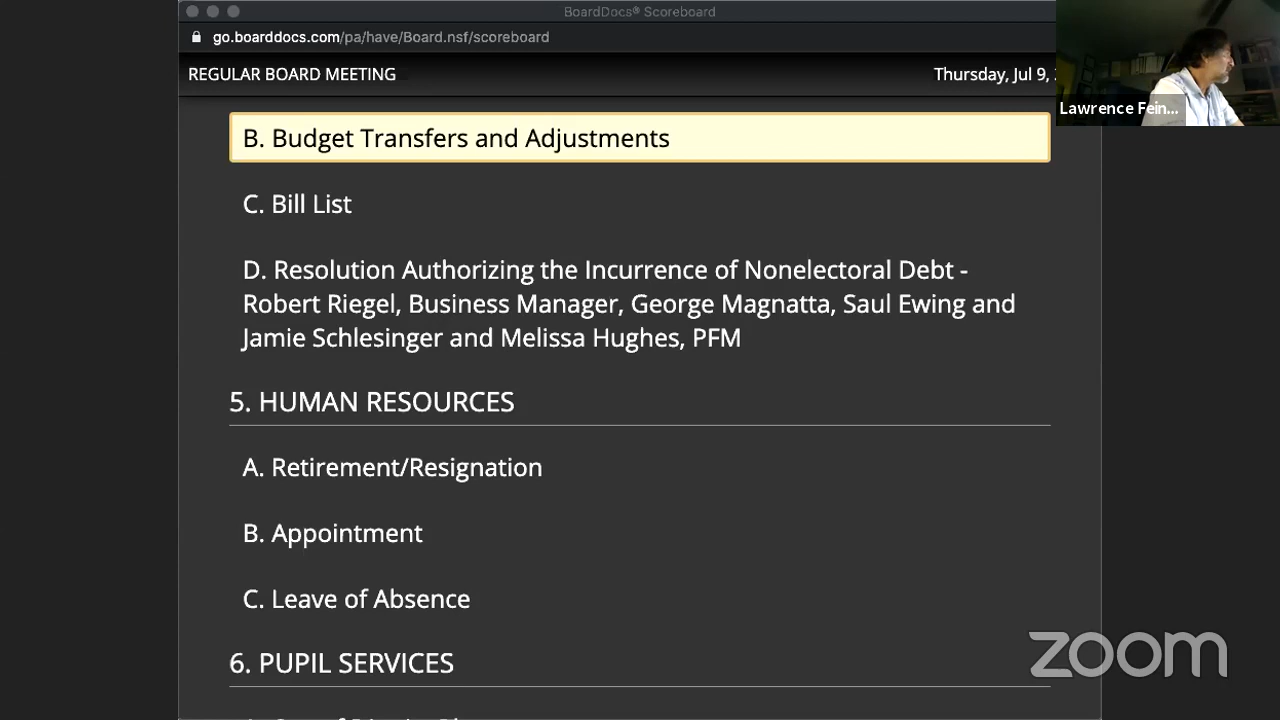 BoardDocs® Scoreboard
go.boarddocs.com/pa/have/Board.nsf/scoreboard
REGULAR BOARD MEETING
Thursday, Jul 9,
Lawrence Fein...
B. Budget Transfers and Adjustments
C. Bill List
D. Resolution Authorizing the Incurrence of Nonelectoral Debt -
Robert Riegel, Business Manager, George Magnatta, Saul Ewing and
Jamie Schlesinger and Melissa Hughes, PFM
5. HUMAN RESOURCES
A. Retirement/Resignation
B. Appointment
C. Leave of Absence
6. PUPIL SERVICES
zoom